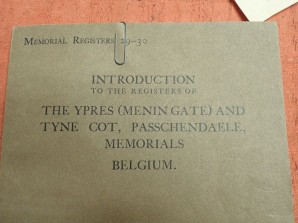 MEMORIAL REGISTERS 29-30
INTRODUCTION
TO THE REGISTERS OF
THE YPRES (MENIN GATE) AND
TYNE COT, PASSCHENDAELE,
MEMORIALS
BELGIUM.